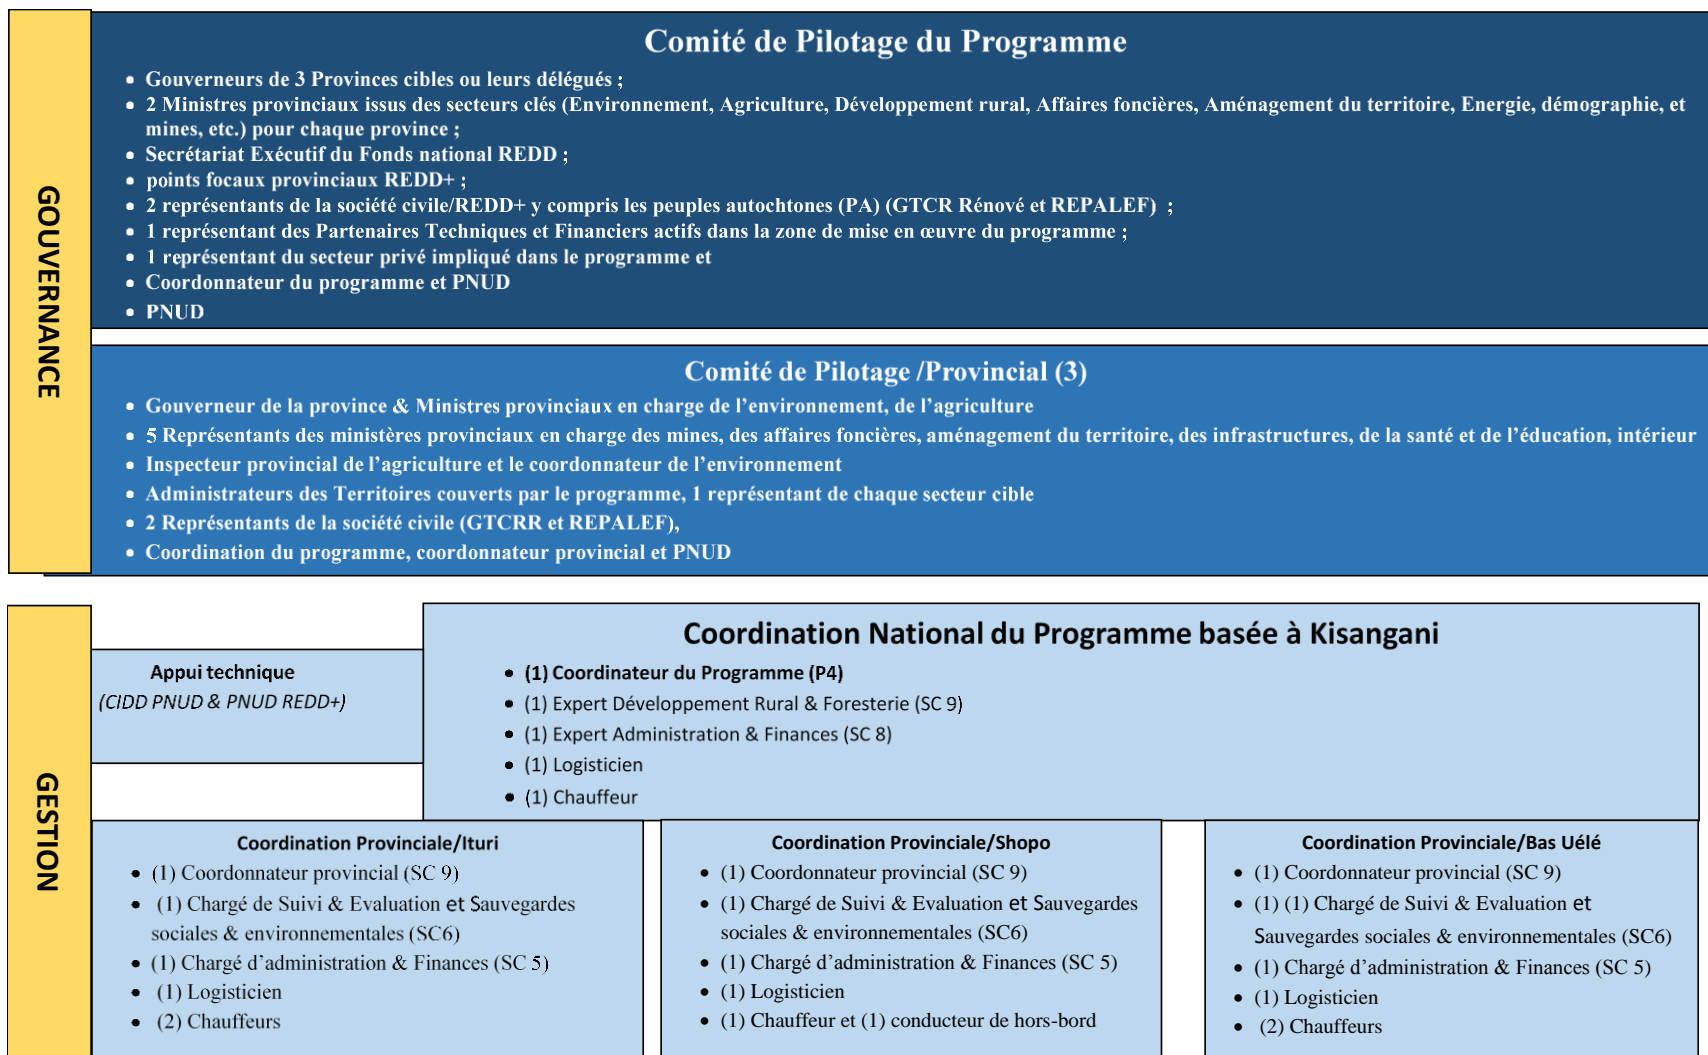 GOUVERNANCE
Comité de Pilotage du Programme
• Gouverneurs de 3 Provinces cibles ou leurs délégués ;
• 2 Ministres provinciaux issus des secteurs clés (Environnement, Agriculture, Développement rural, Affaires foncières, Aménagement du territoire, Energie, démographie, et
mines, etc.) pour chaque province ;
• Secrétariat Exécutif du Fonds national REDD ;
• points focaux provinciaux REDD+ ;
• 2 représentants de la société civile/REDD+ y compris les peuples autochtones (PA) (GTCR Rénové et REPALEF) ;
• 1 représentant des Partenaires Techniques et Financiers actifs dans la zone de mise en œuvre du programme ;
• 1 représentant du secteur privé impliqué dans le programme et
• Coordonnateur du programme et PNUD
• PNUD
Comité de Pilotage /Provincial (3)
• Gouverneur de la province & Ministres provinciaux en charge de l’environnement, de l’agriculture
• 5 Représentants des ministères provinciaux en charge des mines, des affaires foncières, aménagement du territoire, des infrastructures, de la santé et de l’éducation, intérieur
• Inspecteur provincial de l’agriculture et le coordonnateur de l’environnement
• Administrateurs des Territoires couverts par le programme, 1 représentant de chaque secteur cible
• 2 Représentants de la société civile (GTCRR et REPALEF),
• Coordination du programme, coordonnateur provincial et PNUD
GESTION
Appui technique
(CIDD PNUD & PNUD REDD+)
Coordination National du Programme basée à Kisangani
• (1) Coordinateur du Programme (P4)
• (1) Expert Développement Rural & Foresterie (SC 9)
• (1) Expert Administration & Finances (SC 8)
• (1) Logisticien
• (1) Chauffeur
Coordination Provinciale/Ituri
• (1) Coordonnateur provincial (SC 9)
• (1) Chargé de Suivi & Evaluation et Sauvegardes
sociales & environnementales (SC6)
• (1) Chargé d’administration & Finances (SC 5)
• (1) Logisticien
• (2) Chauffeurs
Coordination Provinciale/Shopo
• (1) Coordonnateur provincial (SC 9)
• (1) Chargé de Suivi & Evaluation et Sauvegardes
sociales & environnementales (SC6)
• (1) Chargé d’administration & Finances (SC 5)
• (1) Logisticien
• (1) Chauffeur et (1) conducteur de hors-bord
Coordination Provinciale/Bas Uélé
• (1) Coordonnateur provincial (SC 9)
• (1) (1) Chargé de Suivi & Evaluation et
Sauvegardes sociales & environnementales (SC6)
• (1) Chargé d’administration & Finances (SC 5)
• (1) Logisticien
• (2) Chauffeurs